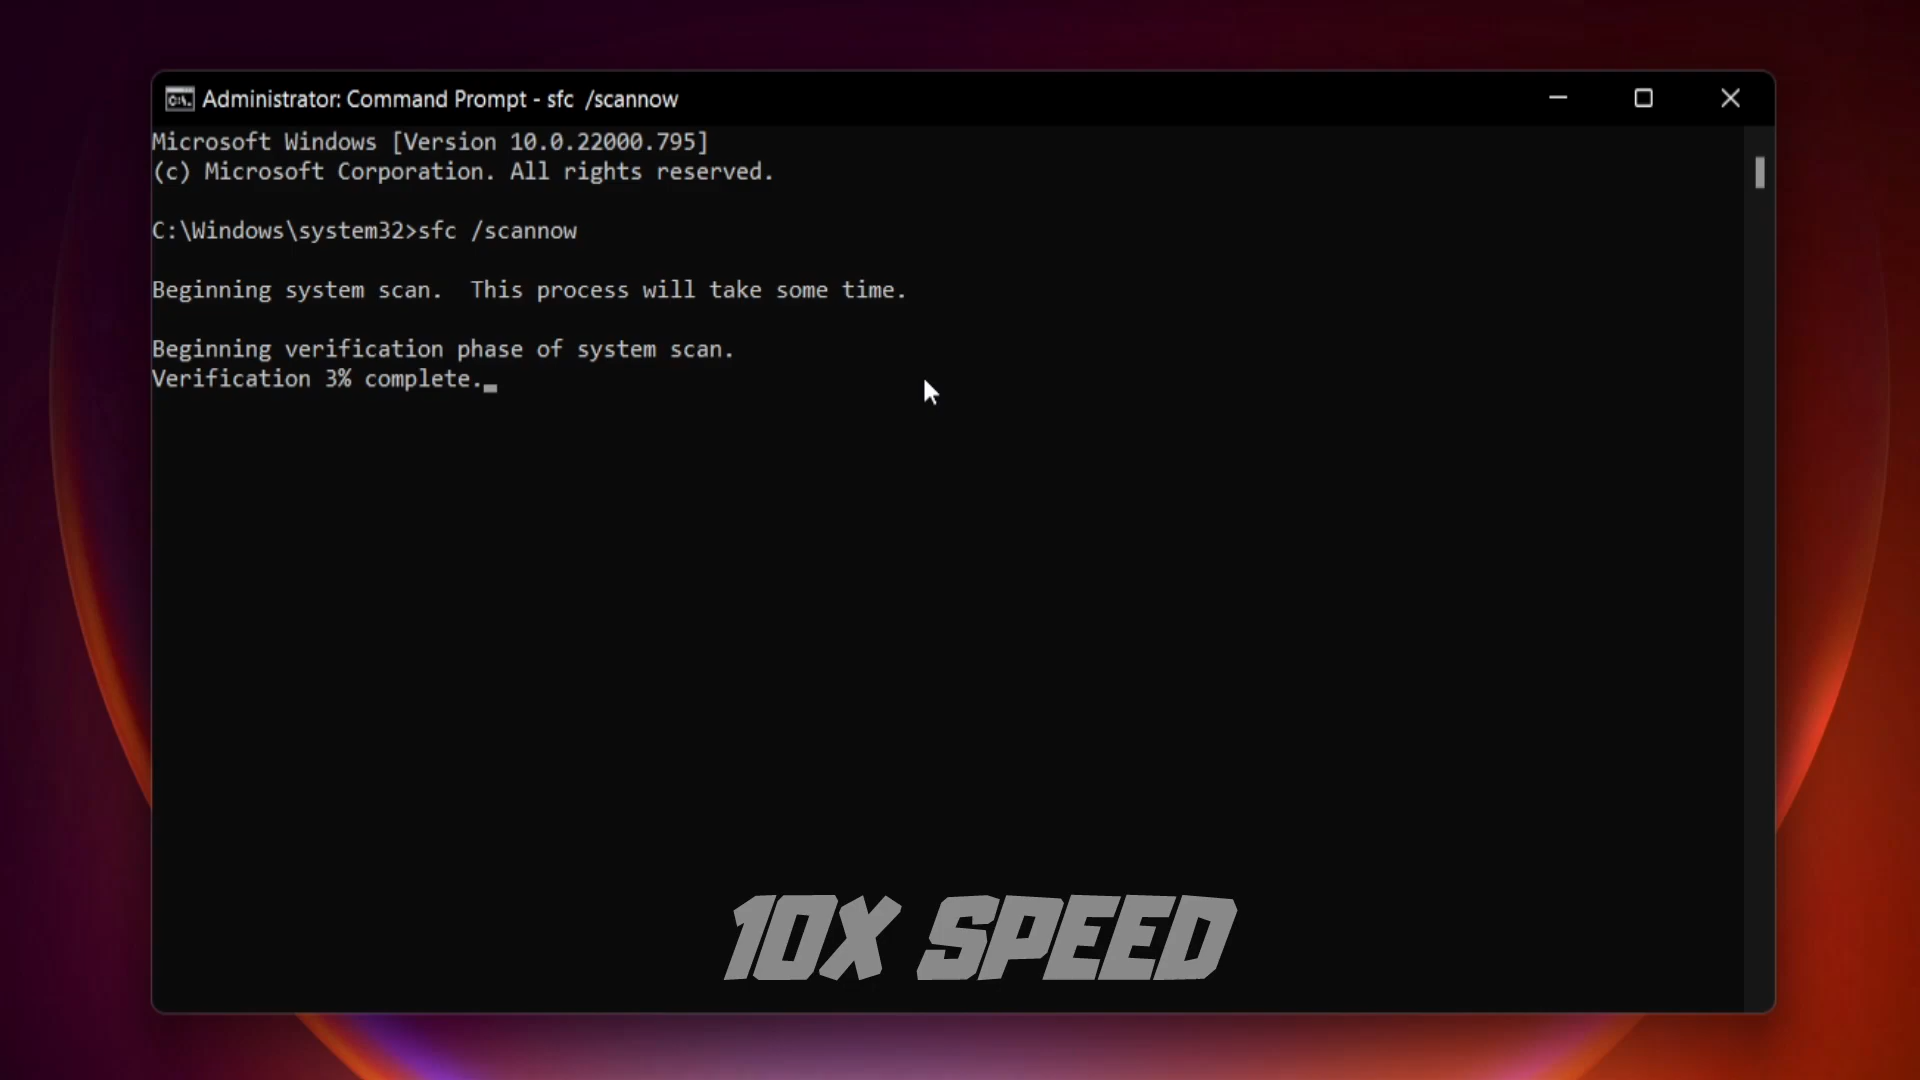 Administrator: Command Prompt - sfc  /scannow
Microsoft Windows [Version 10.0.22000.795]
(c) Microsoft Corporation. All rights reserved.
C:\Windows\system32>sfc /scannow
Beginning system scan.  This process will take some time.
Beginning verification phase of system scan.
Verification 3% complete.
10X SPEED